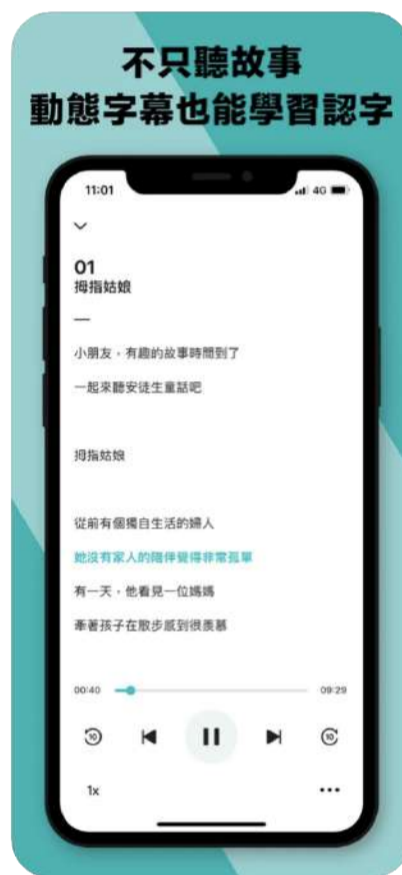 不只聽故事
動態字幕也能學習認字
11:01
4G
01
拇指姑娘
小朋友，有趣的故事時間到了
一起來聽安徒生童話吧
拇指姑娘
從前有個獨自生活的婦人
她沒有家人的陪伴覺得非常孤單
有一天，他看見一位媽媽
牽著孩子在散步感到很羨慕
00:40
09:29
10
10
1x